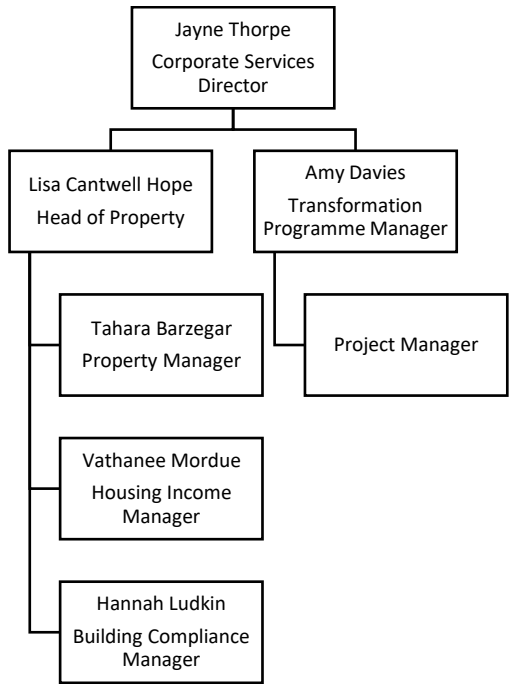 Jayne Thorpe
Corporate Services
Director
Lisa Cantwell Hope
Head of Property
Amy Davies
Transformation
Programme Manager
Tahara Barzegar
Property Manager
Project Manager
Vathanee Mordue
Housing Income
Manager
Hannah Ludkin
Building Compliance
Manager